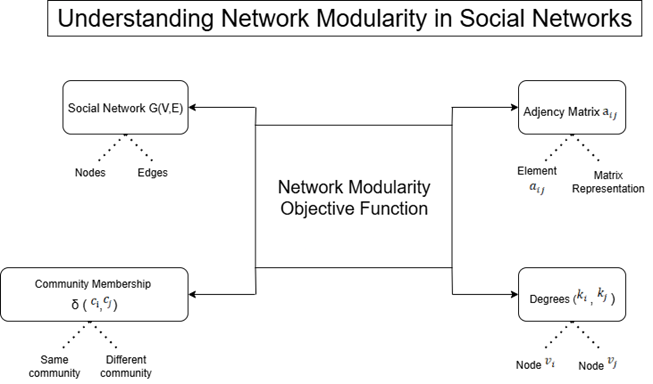 Understanding Network Modularity in Social Networks
Social Network G(V,E)
Nodes
Edges
Adjency Matrix a_{ij}
Element
a_{ij}
Matrix
Representation
Network Modularity
Objective Function
Community Membership
δ ( c_i, c_j)
Same
community
Different
community
Degrees (k_i , k_j )
Node v_i
Node v_j